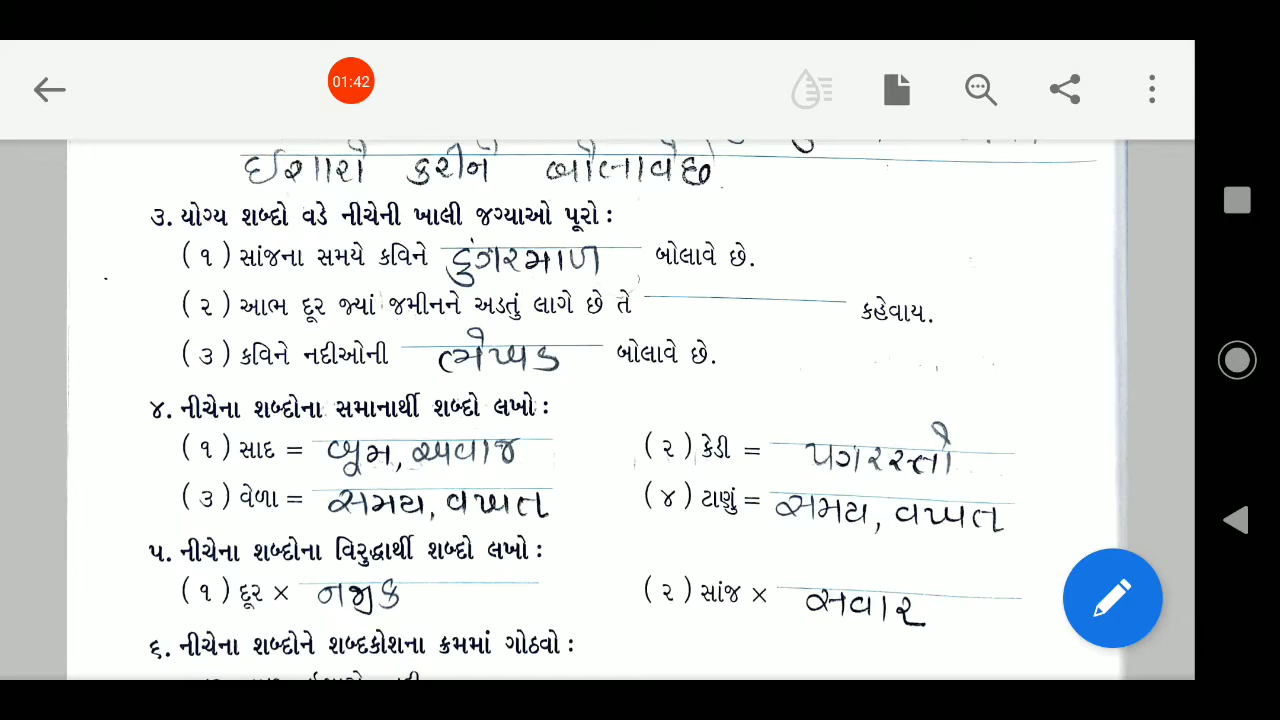 01:42
ઈશારો કરીને બોલાવેછે
૩. યોગ્ય શબ્દો વડે નીચેની ખાલી જગ્યાઓ પૂરો :
( ૧ ) સાંજના સમયે કવિને ડુંગરમાળ બોલાવે છે.
( ૨ ) આભ દૂર જ્યાં જમીનને અડતું લાગે છે તે કહેવાય.
( ૩ ) કવિને નદીઓની ભેખડ બોલાવે છે.
૪. નીચેના શબ્દોના સમાનાર્થી શબ્દો લખો :
( ૧ ) સાદ = બૂમ, અવાજ ( ૨ ) કેડી = પગરસ્તો
( ૩ ) વેળા = સમય, વખત ( ૪ ) ટાણું = સમય, વખત
૫. નીચેના શબ્દોના વિરુદ્ધાર્થી શબ્દો લખો :
( ૧ ) દૂર × નજીક ( ૨ ) સાંજ × સવાર
૬. નીચેના શબ્દોને શબ્દકોશના ક્રમમાં ગોઠવો :